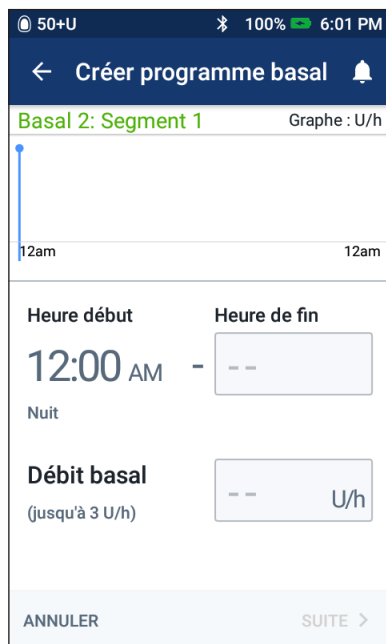 50+U 100% 6:01 PM
Créer programme basal
Basal 2: Segment 1 Graphe : U/h
12am 12am
Heure début Heure de fin
12:00 AM - --
Nuit
Débit basal
(jusqu'à 3 U/h) -- U/h
ANNULER SUITE >